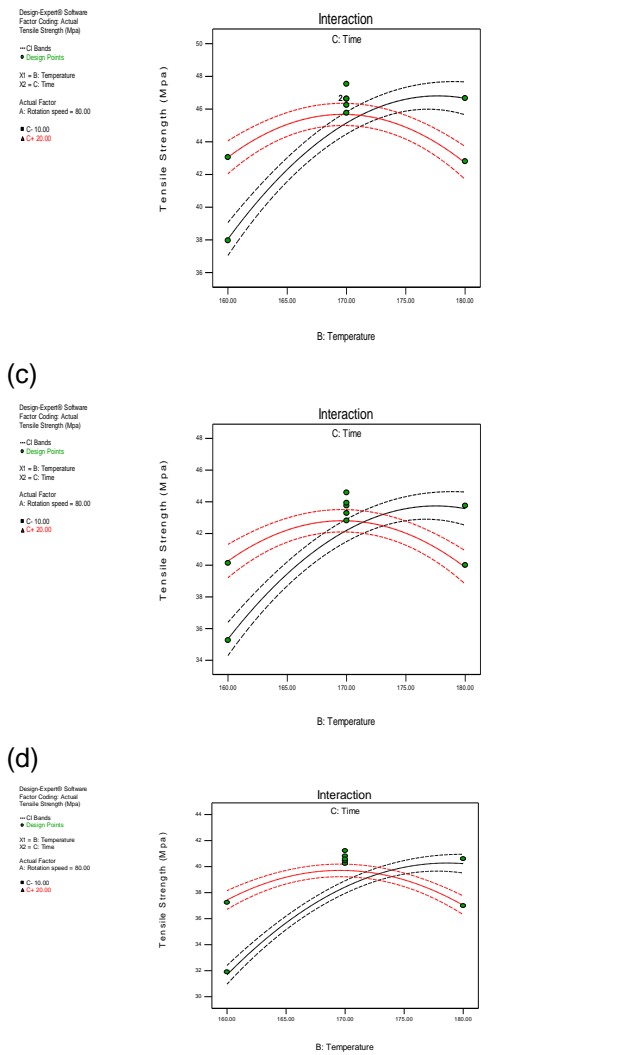 Design-Expert® Software
Factor Coding: Actual
Tensile Strength (Mpa)
CI Bands
Design Points
X1 = B: Temperature
X2 = C: Time
Actual Factor
A: Rotation speed = 80.00
C- 10.00
C+ 20.00
Interaction
C: Time
Tensile Strength (Mpa)
50
48
46
44
42
40
38
36
2
160.00 165.00 170.00 175.00 180.00
B: Temperature
(c)
Design-Expert® Software
Factor Coding: Actual
Tensile Strength (Mpa)
CI Bands
Design Points
X1 = B: Temperature
X2 = C: Time
Actual Factor
A: Rotation speed = 80.00
C- 10.00
C+ 20.00
Interaction
C: Time
Tensile Strength (Mpa)
48
46
44
42
40
38
36
34
160.00 165.00 170.00 175.00 180.00
B: Temperature
(d)
Design-Expert® Software
Factor Coding: Actual
Tensile Strength (Mpa)
CI Bands
Design Points
X1 = B: Temperature
X2 = C: Time
Actual Factor
A: Rotation speed = 80.00
C- 10.00
C+ 20.00
Interaction
C: Time
Tensile Strength (Mpa)
44
42
40
38
36
34
32
30
160.00 165.00 170.00 175.00 180.00
B: Temperature